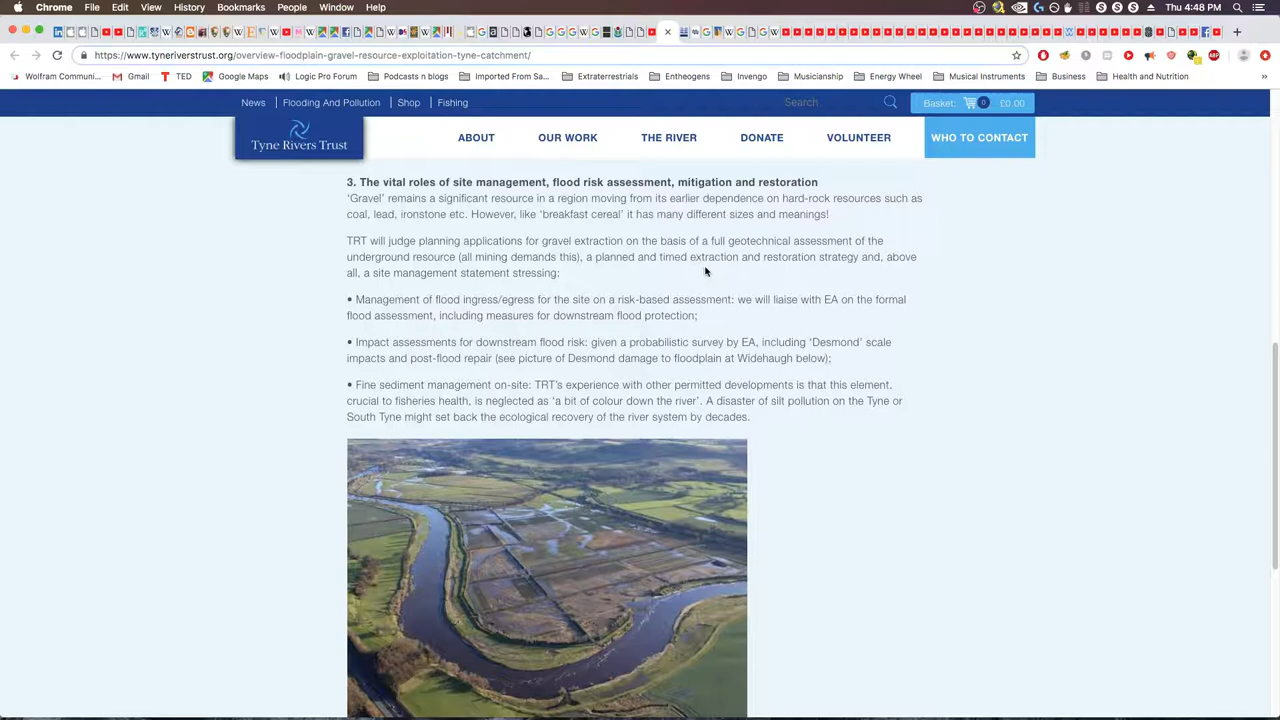 Chrome File Edit View History Bookmarks People Window Help Thu 4:48 PM
https://www.tyneriverstrust.org/overview-floodplain-gravel-resource-exploitation-tyne-catchment/
Wolfram Communi... Gmail TED Google Maps Logic Pro Forum Podcasts n blogs Imported From Sa... Extraterrestrials Entheogens Invengo Musicianship Energy Wheel Musical Instruments Business Health and Nutrition
News Flooding And Pollution Shop Fishing Search Basket: 0 £0.00
Tyne Rivers Trust
ABOUT OUR WORK THE RIVER DONATE VOLUNTEER WHO TO CONTACT
3. The vital roles of site management, flood risk assessment, mitigation and restoration
‘Gravel’ remains a significant resource in a region moving from its earlier dependence on hard-rock resources such as
coal, lead, ironstone etc. However, like ‘breakfast cereal’ it has many different sizes and meanings!
TRT will judge planning applications for gravel extraction on the basis of a full geotechnical assessment of the
underground resource (all mining demands this), a planned and timed extraction and restoration strategy and, above
all, a site management statement stressing:
• Management of flood ingress/egress for the site on a risk-based assessment: we will liaise with EA on the formal
flood assessment, including measures for downstream flood protection;
• Impact assessments for downstream flood risk: given a probabilistic survey by EA, including ‘Desmond’ scale
impacts and post-flood repair (see picture of Desmond damage to floodplain at Widehaugh below);
• Fine sediment management on-site: TRT’s experience with other permitted developments is that this element.
crucial to fisheries health, is neglected as ‘a bit of colour down the river’. A disaster of silt pollution on the Tyne or
South Tyne might set back the ecological recovery of the river system by decades.